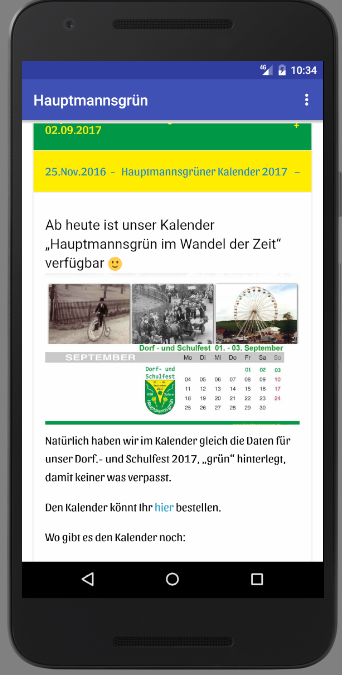 4G 10:34
Hauptmannsgrün
02.09.2017 +
25.Nov.2016 - Hauptmannsgrüner Kalender 2017 –
Ab heute ist unser Kalender
„Hauptmannsgrün im Wandel der Zeit“
verfügbar 🙂
Dorf - und Schulfest 01. - 03. September
SEPTEMBER Mo Di Mi Do Fr Sa So
Dorf- und
Schulfest
01 02 03
04 05 06 07 08 09 10
11 12 13 14 15 16 17
18 19 20 21 22 23 24
25 26 27 28 29 30
Natürlich haben wir im Kalender gleich die Daten für
unser Dorf.- und Schulfest 2017, „grün“ hinterlegt,
damit keiner was verpasst.
Den Kalender könnt Ihr hier bestellen.
Wo gibt es den Kalender noch: